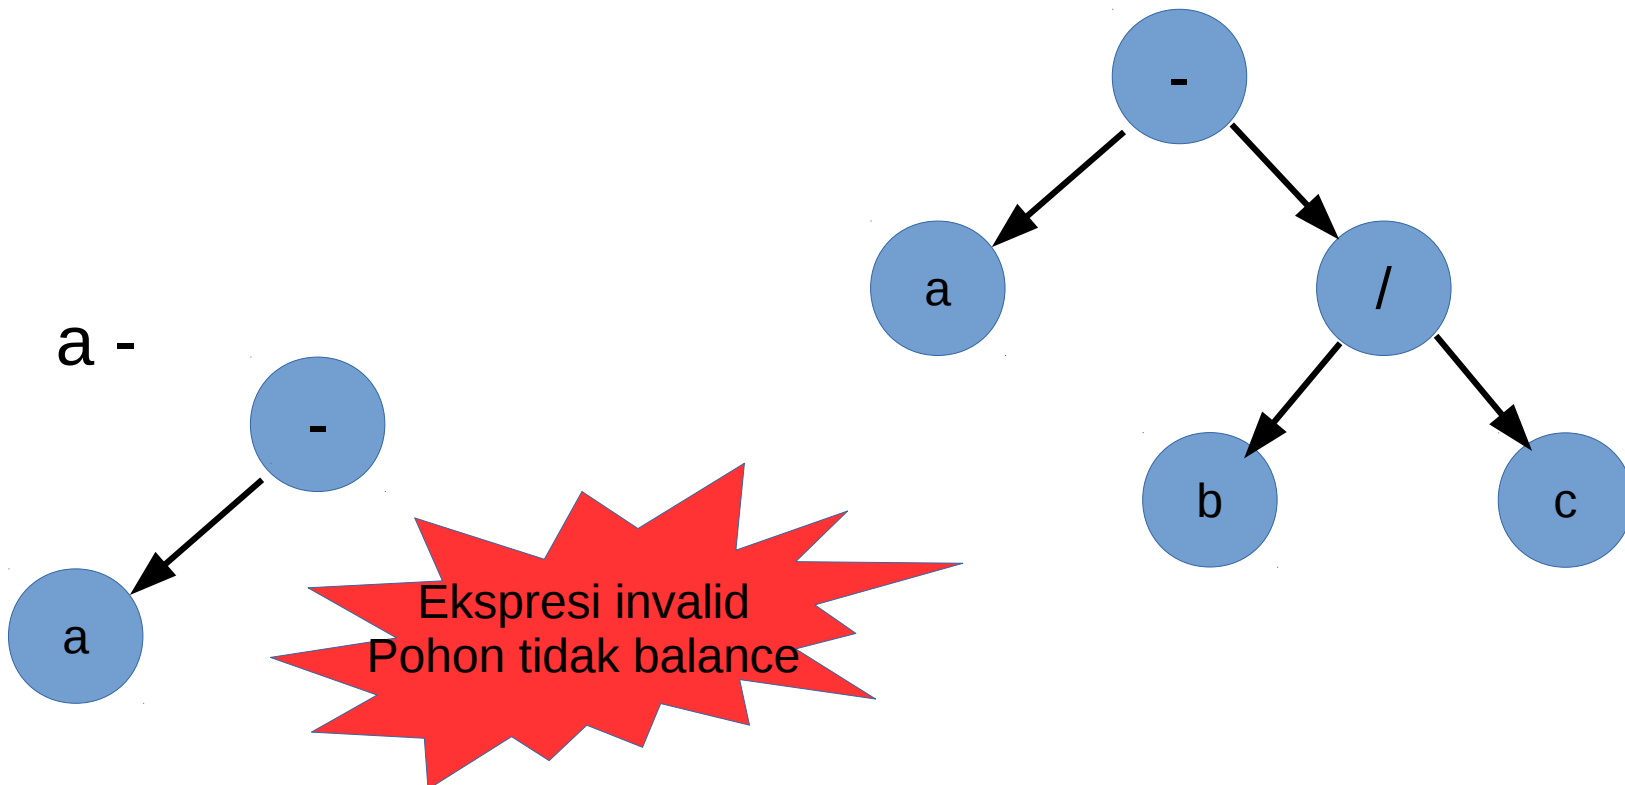 -
a
/
b
c
a -
-
a
Ekspresi invalid
Pohon tidak balance